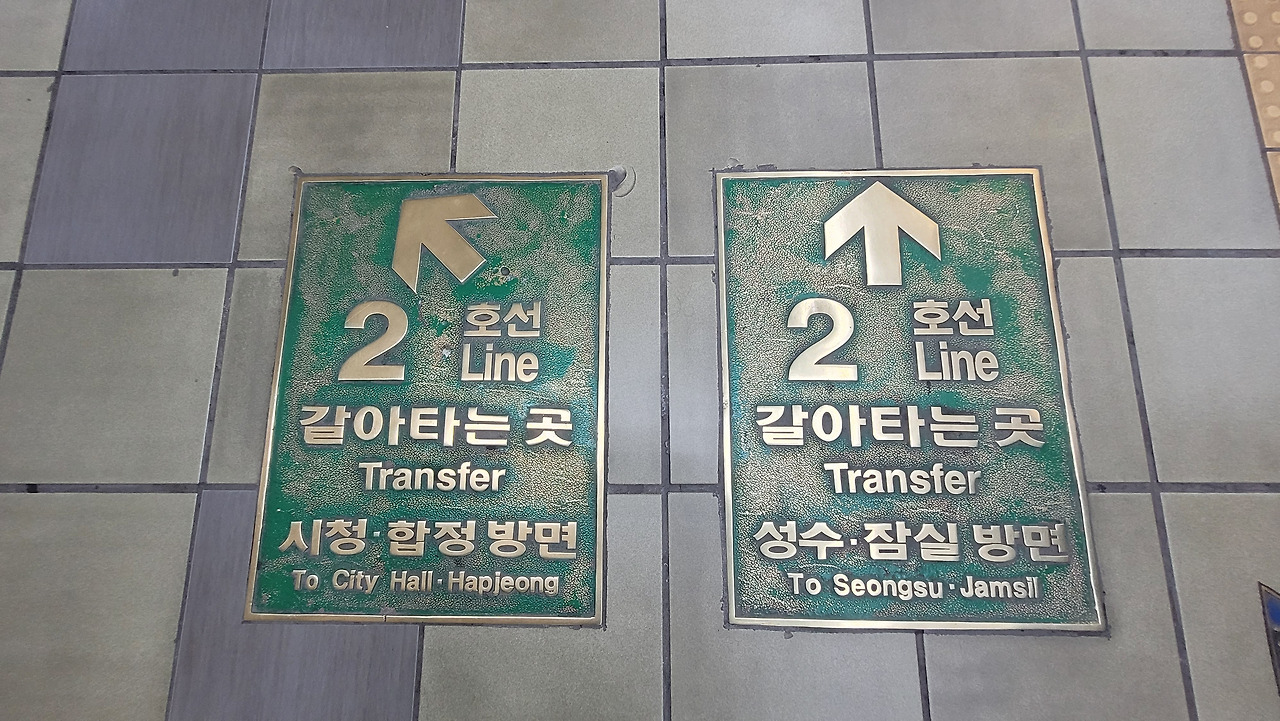 2 호선
Line
갈아타는 곳
Transfer
시청·합정 방면
To City Hall·Hapjeong
2 호선
Line
갈아타는 곳
Transfer
성수·잠실 방면
To Seongsu·Jamsil